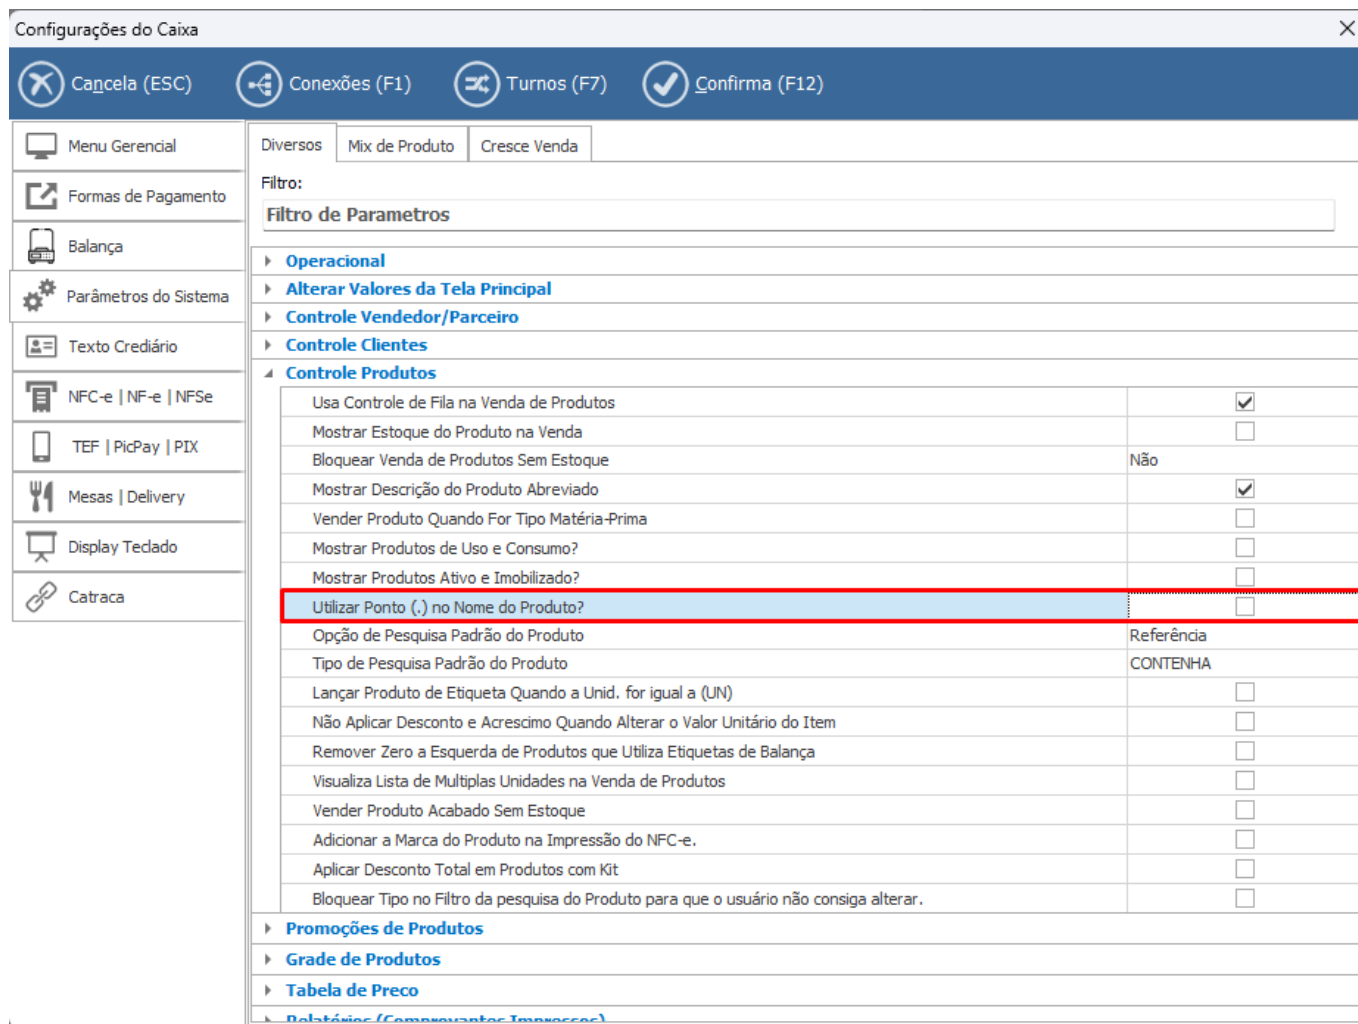 Configurações do Caixa
Cancela (ESC) Conexões (F1) Turnos (F7) Confirma (F12)
Menu Gerencial
Formas de Pagamento
Balança
Parâmetros do Sistema
Texto Crediário
NFC-e | NF-e | NFSe
TEF | PicPay | PIX
Mesas | Delivery
Display Teclado
Catraca
Diversos Mix de Produto Cresce Venda
Filtro:
Filtro de Parametros
Operacional
Alterar Valores da Tela Principal
Controle Vendedor/Parceiro
Controle Clientes
Controle Produtos
Usa Controle de Fila na Venda de Produtos
Mostrar Estoque do Produto na Venda
Bloquear Venda de Produtos Sem Estoque Não
Mostrar Descrição do Produto Abreviado
Vender Produto Quando For Tipo Matéria-Prima
Mostrar Produtos de Uso e Consumo?
Mostrar Produtos Ativo e Imobilizado?
Utilizar Ponto (.) no Nome do Produto?
Opção de Pesquisa Padrão do Produto Referência
Tipo de Pesquisa Padrão do Produto CONTENHA
Lançar Produto de Etiqueta Quando a Unid. for igual a (UN)
Não Aplicar Desconto e Acrescimo Quando Alterar o Valor Unitário do Item
Remover Zero a Esquerda de Produtos que Utiliza Etiquetas de Balança
Visualiza Lista de Multiplas Unidades na Venda de Produtos
Vender Produto Acabado Sem Estoque
Adicionar a Marca do Produto na Impressão do NFC-e.
Aplicar Desconto Total em Produtos com Kit
Bloquear Tipo no Filtro da pesquisa do Produto para que o usuário não consiga alterar.
Promoções de Produtos
Grade de Produtos
Tabela de Preco
Relatórios (Comprovantes Impressos)